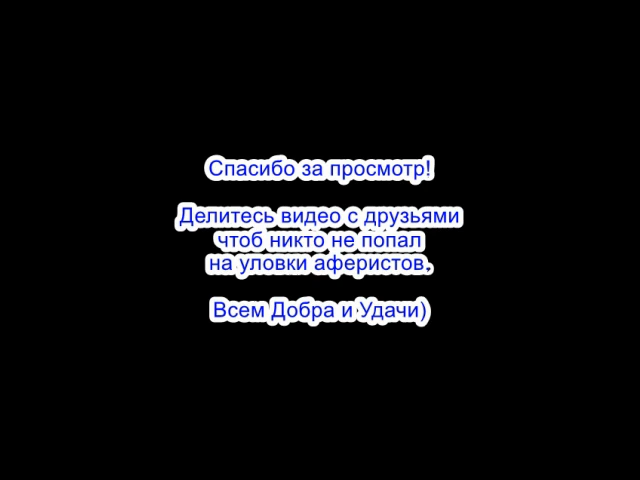 Спасибо за просмотр!
Делитесь видео с друзьями
чтоб никто не попал
на уловки аферистов.
Всем Добра и Удачи)